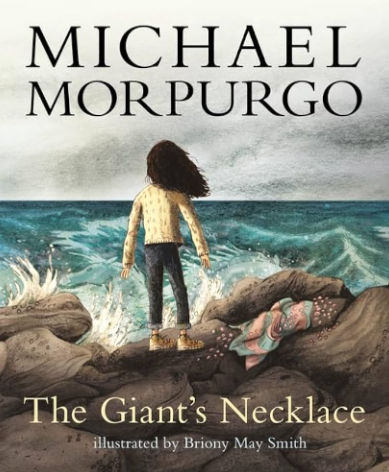 MICHAEL
MORPURGO
The Giant's Necklace
illustrated by Briony May Smith